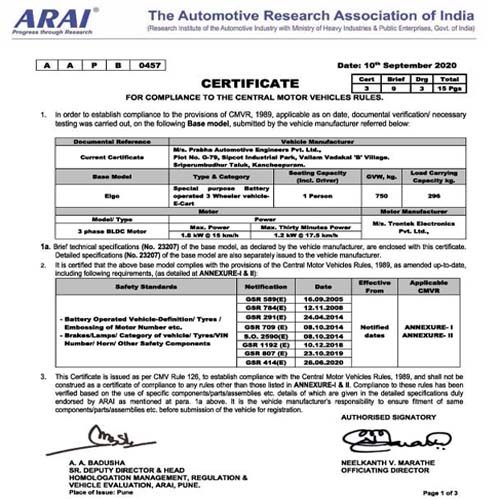 ARAI®
Progress through Research
The Automotive Research Association of India
(Research Institute of the Automotive Industry with Ministry of Heavy Industries & Public Enterprises, Govt. of India)
A A P B 0457
Date: 10th September 2020
Cert Brief Drg Total
3 9 3 15 Pgs
CERTIFICATE
FOR COMPLIANCE TO THE CENTRAL MOTOR VEHICLES RULES.
1. In order to establish compliance to the provisions of CMVR, 1989, applicable as on date, documental verification/ necessary
testing was carried out, on the following Base model, submitted by the vehicle manufacturer referred below:
Documental Reference Vehicle Manufacturer
Current Certificate
M/s. Prabha Automotive Engineers Pvt. Ltd.,
Plot No. G-79, Sipcot Industrial Park, Vallam Vadakal 'B' Village.
Sriperumbudhur Taluk, Kancheepuram.
Base Model Type & Category Seating Capacity (Incl. Driver) GVW, kg. Load Carrying Capacity kg.
Elgo Special purpose Battery operated 3 Wheeler vehicle- E-Cart 1 Person 750 296
Motor Motor Manufacturer
Model/ Type Power
3 phase BLDC Motor Max. Power Max. Thirty Minutes Power M/s. Trontek Electronics Pvt. Ltd.,
1.8 kW @ 15 km/h 1.2 kW @ 17.5 km/h
1a. Brief technical specifications (No. 23207) of the base model, as declared by the vehicle manufacturer, are enclosed with this certificate.
Detailed specifications (No. 23207) of the base model are also separately issued to the vehicle manufacturer.
2. It is certified that the above base model complies with the provisions of the Central Motor Vehicles Rules, 1989, as amended up-to-date,
including following requirements, (as detailed at ANNEXURE-I & II):
Safety Standards Notification Date Effective From Applicable CMVR
- Battery Operated Vehicle-Definition/ Tyres /
Embossing of Motor Number etc.
- Brakes/Lamps/ Category of vehicle/ Tyres/VIN
Number/ Horn/ Other Safety Components
GSR 589(E) 16.09.2005
GSR 784(E) 12.11.2008
GSR 291(E) 24.04.2014
GSR 709 (E) 08.10.2014
S.O. 2590(E) 08.10.2014
GSR 1192 (E) 10.12.2018
GSR 807 (E) 23.10.2019
GSR 414(E) 26.06.2020
Notified dates
ANNEXURE- I
ANNEXURE- II
3. This Certificate is issued as per CMV Rule 126, to establish compliance with the Central Motor Vehicles Rules, 1989, and shall not be
construed as a certificate of compliance to any rules other than those listed in ANNEXURE-I & II. Compliance to these rules has been
verified based on the use of specific components/parts/assemblies etc. details of which are given in the detailed specifications duly
endorsed by ARAI as mentioned at para. 1a above. It is the vehicle manufacturer's responsibility to ensure fitment of same
components/parts/assemblies etc. before submission of the vehicle for registration.
AUTHORISED SIGNATORY
A. A. BADUSHA
SR. DEPUTY DIRECTOR & HEAD
HOMOLOGATION MANAGEMENT, REGULATION &
VEHICLE EVALUATION, ARAI, PUNE.
Place of Issue: Pune
NEELKANTH V. MARATHE
OFFICIATING DIRECTOR
Page 1 of 3